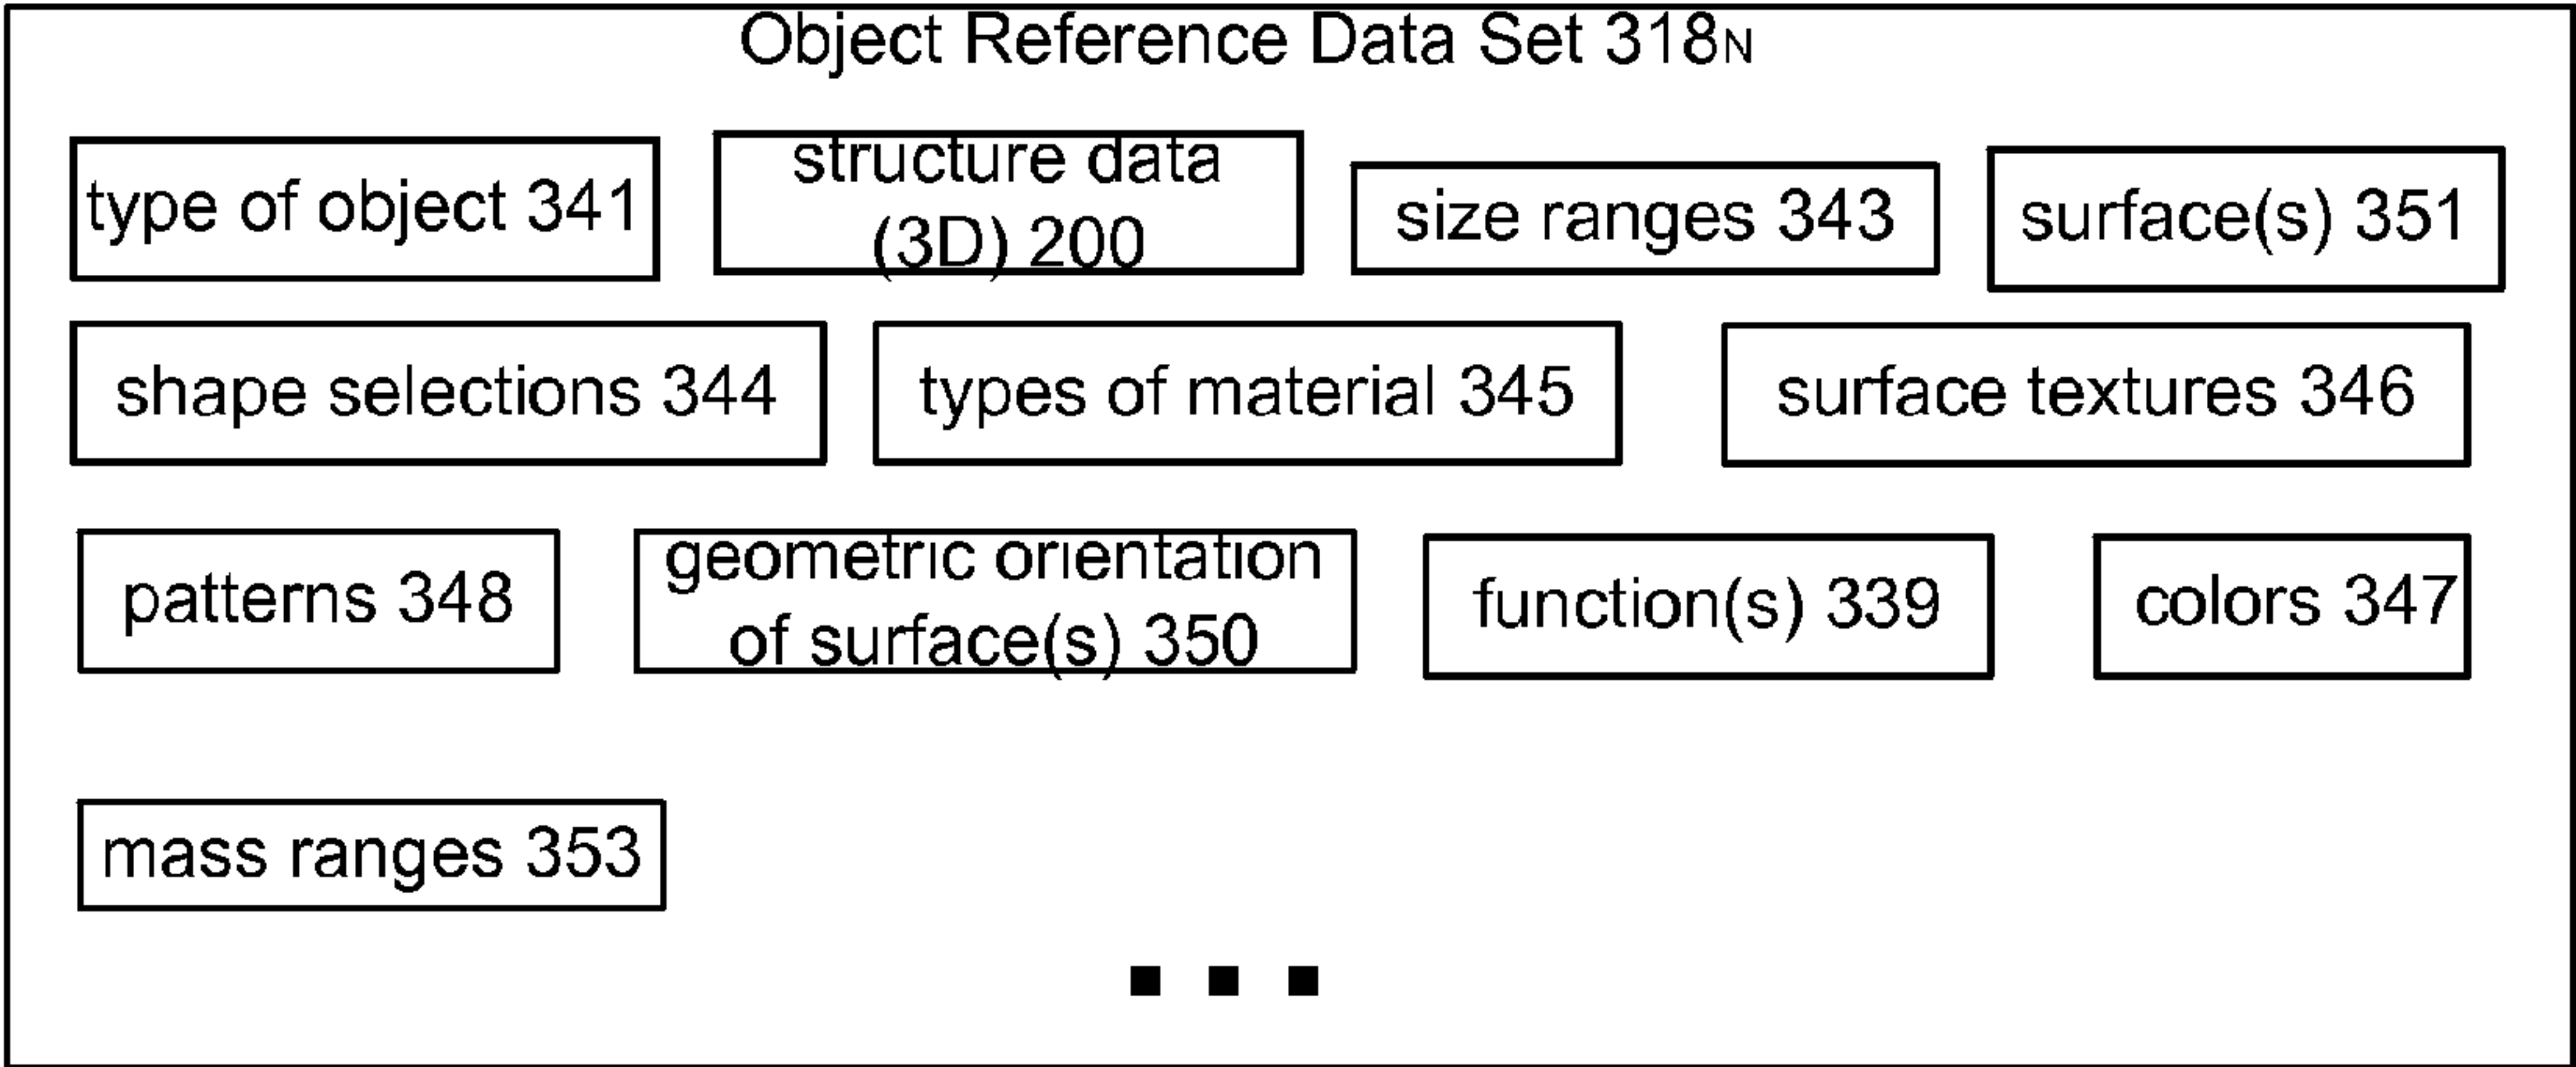 Object Reference Data Set 318N
type of object 341
structure data
(3D) 200
size ranges 343
surface(s) 351
shape selections 344
types of material 345
surface textures 346
patterns 348
geometric orientation
of surface(s) 350
function(s) 339
colors 347
mass ranges 353